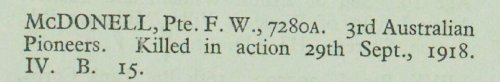 McDONELL, Pte. F. W., 7280A. 3rd Australian
Pioneers. Killed in action 29th Sept., 1918.
IV. B. 15.